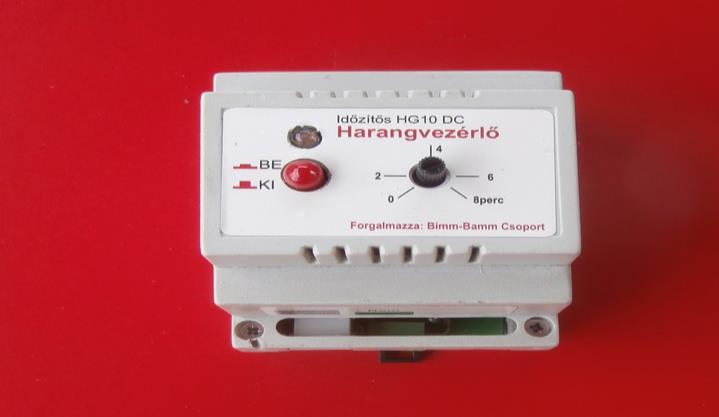 Időzítős HG10 DC
Harangvezérlő
BE
KI
4
2
6
0
8perc
Forgalmazza: Bimm-Bamm Csoport